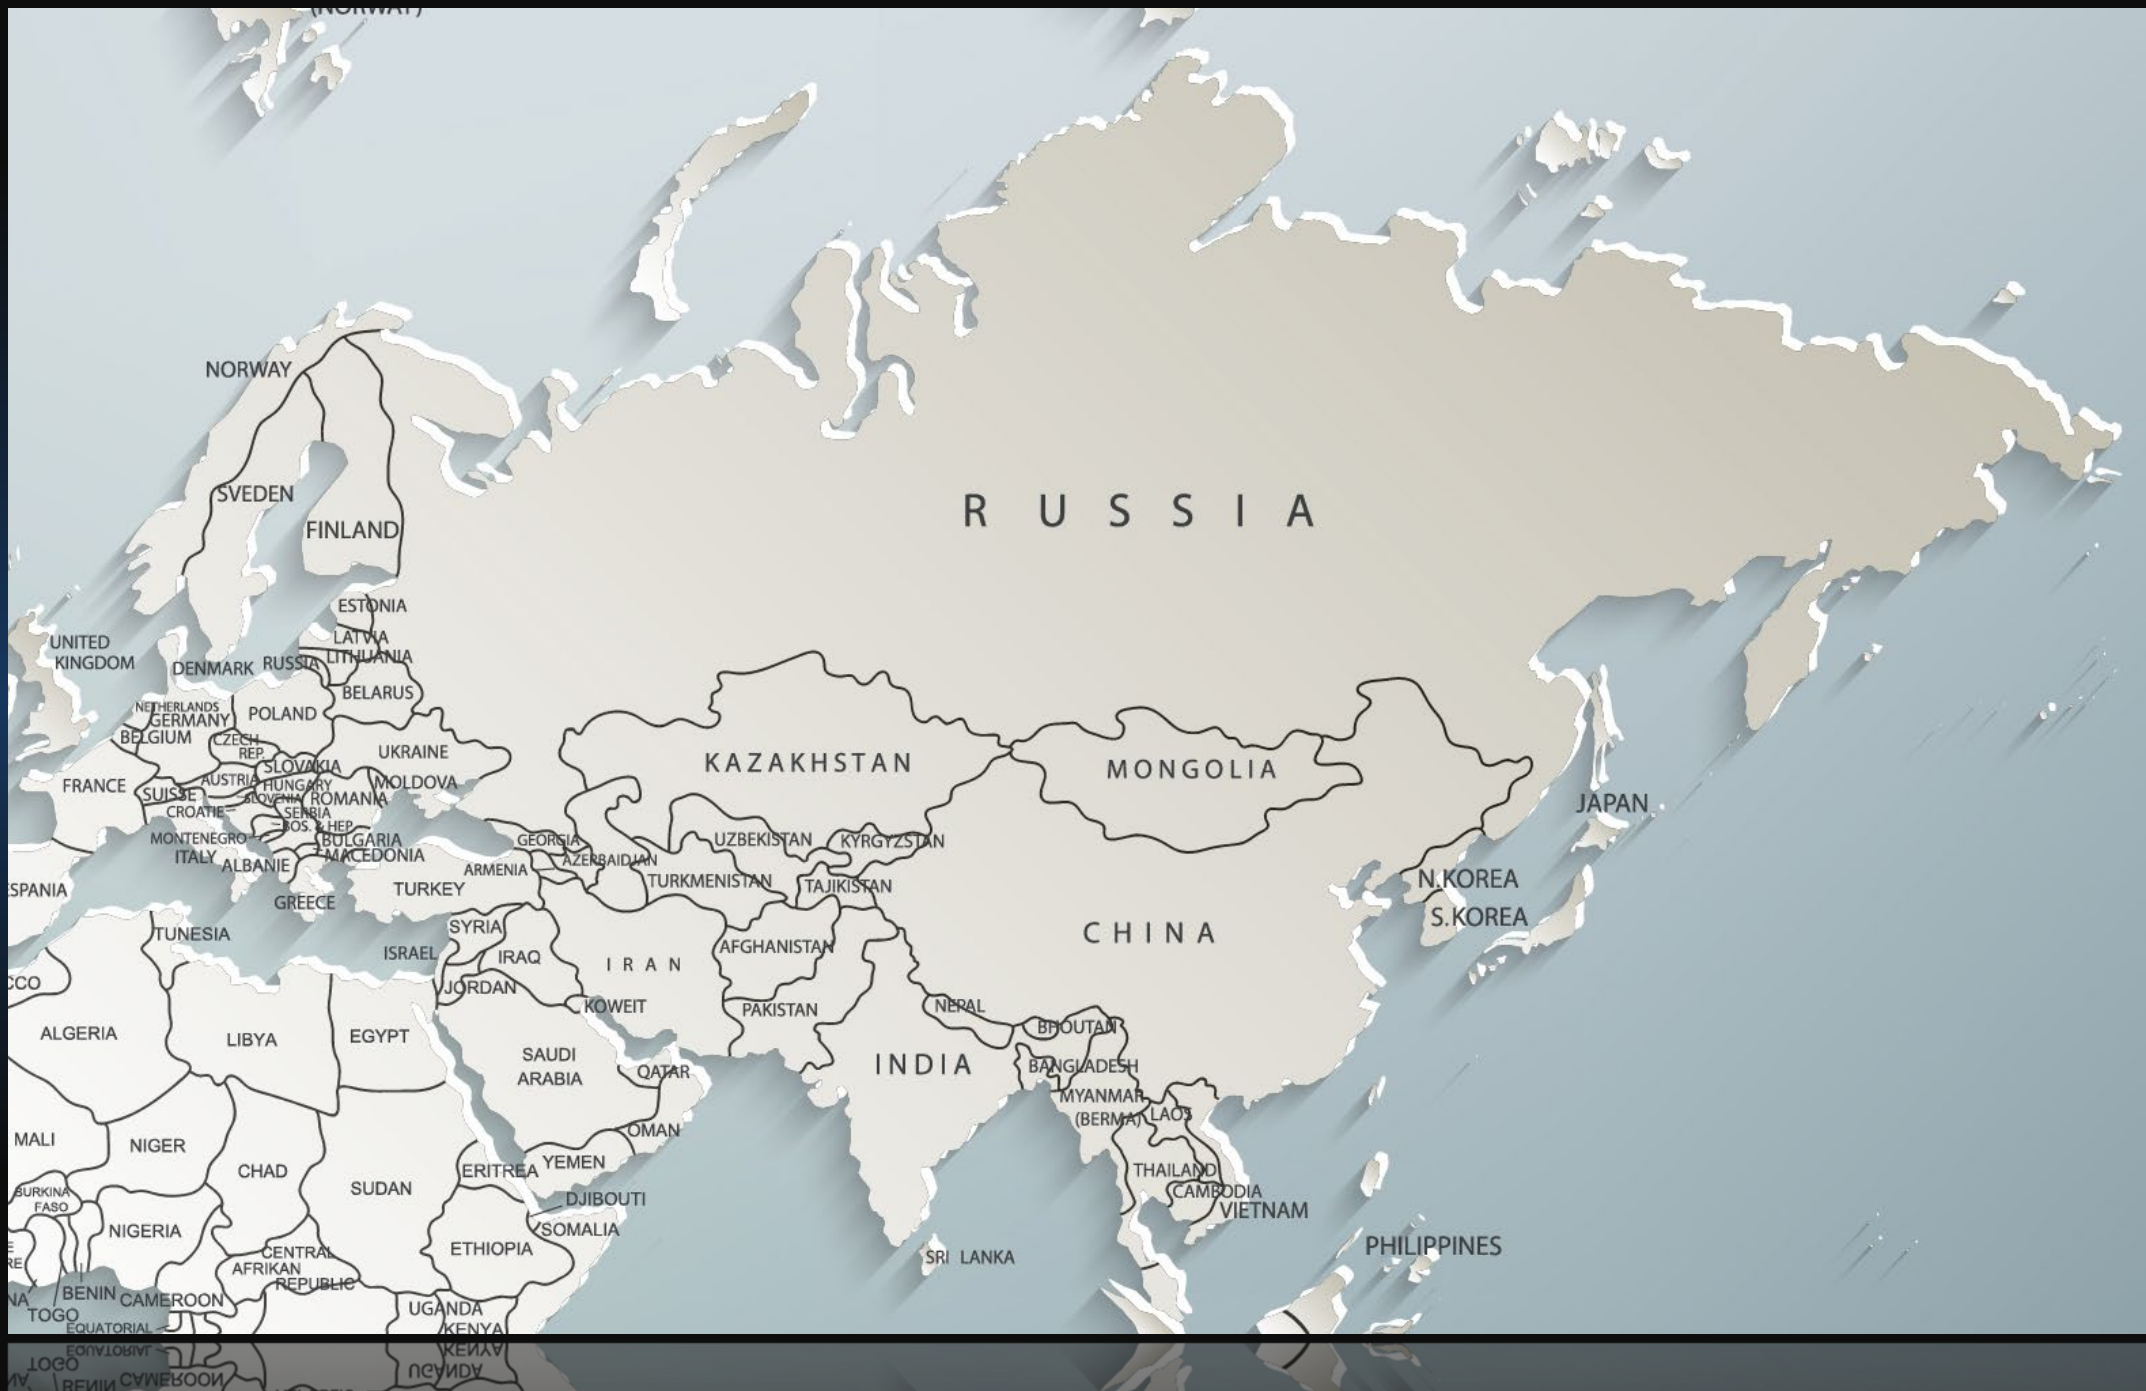 (NORWAY)
NORWAY
SVEDEN
FINLAND
RUSSIA
ESTONIA
LATVIA
LITHUANIA
UNITED
KINGDOM
DENMARK
RUSSIA
BELARUS
NETHERLANDS
GERMANY
POLAND
BELGIUM
CZECH
REP.
UKRAINE
SLOVAKIA
KAZAKHSTAN
MONGOLIA
FRANCE
SUISSE
AUSTRIA
HUNGARY
SLOVENIA
ROMANIA
MOLDOVA
CROATIE
SERBIA
BOS. & HEP.
MONTENEGRO
ITALY
ALBANIE
BULGARIA
MACEDONIA
GEORGIA
ARMENIA
AZERBAIDJAN
UZBEKISTAN
KYRGYZSTAN
JAPAN
TURKMENISTAN
TAJIKISTAN
N.KOREA
S.KOREA
ESPANIA
GREECE
TURKEY
TUNESIA
SYRIA
ISRAEL
IRAQ
IRAN
AFGHANISTAN
CHINA
CCO
JORDAN
KOWEIT
PAKISTAN
NEPAL
BHOUTAN
ALGERIA
LIBYA
EGYPT
SAUDI
ARABIA
QATAR
INDIA
BANGLADESH
MYANMAR
(BERMA)
LAOS
MALI
NIGER
CHAD
SUDAN
ERITREA
YEMEN
OMAN
THAILAND
CAMBODIA
VIETNAM
BURKINA
FASO
NIGERIA
DJIBOUTI
SOMALIA
ETHIOPIA
SRI LANKA
PHILIPPINES
E
RE
CENTRAL
AFRIKAN
REPUBLIC
NA
TOGO
BENIN
CAMEROON
EQUATORIAL
UGANDA
KENYA